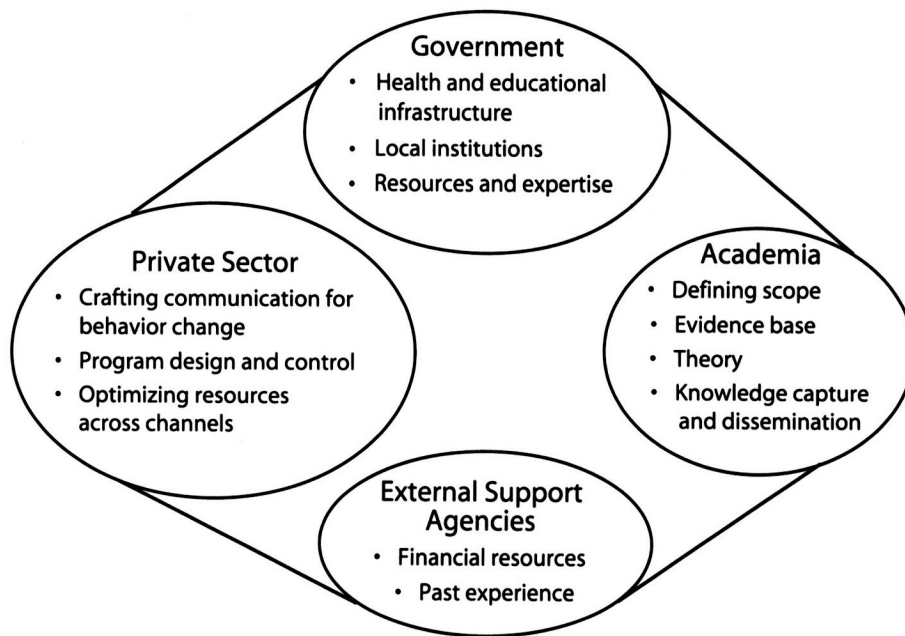 Government
• Health and educational
infrastructure
• Local institutions
• Resources and expertise
Private Sector
• Crafting communication for
behavior change
• Program design and control
• Optimizing resources
across channels
Academia
• Defining scope
• Evidence base
• Theory
• Knowledge capture
and dissemination
External Support
Agencies
• Financial resources
• Past experience